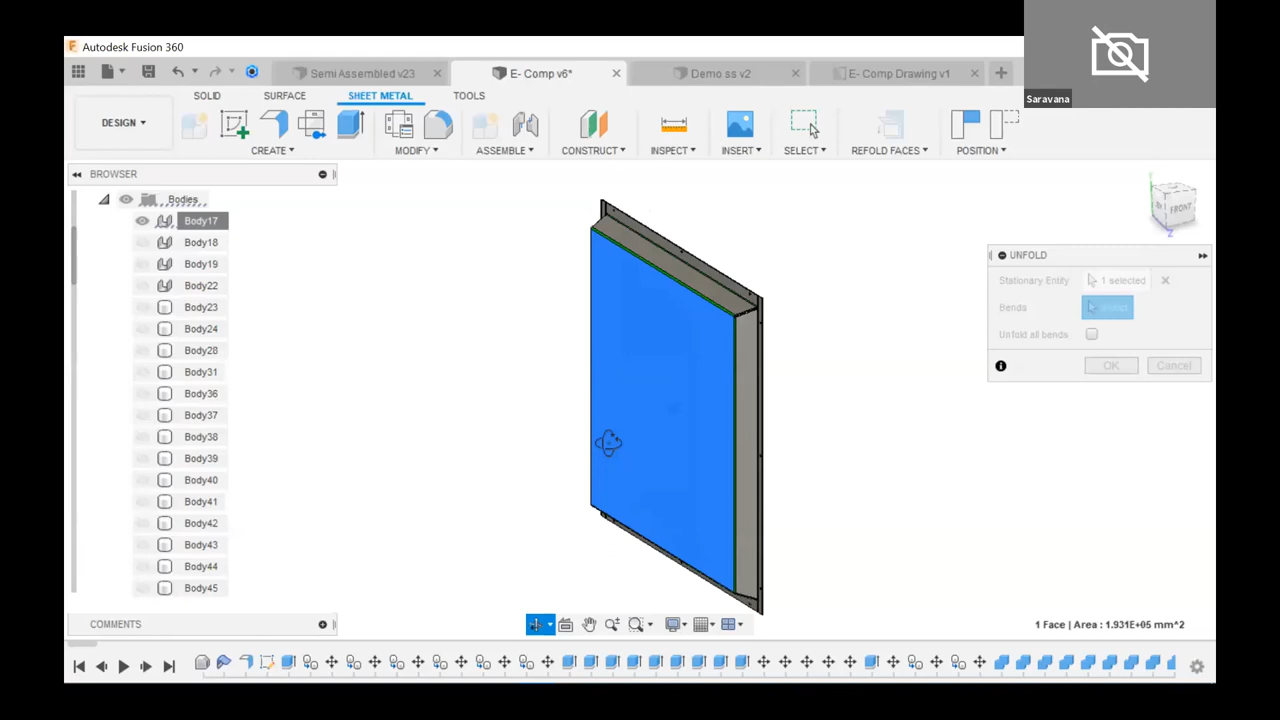 Autodesk Fusion 360
Semi Assembled v23
E- Comp v6*
Demo ss v2
E- Comp Drawing v1
Saravana
DESIGN
SOLID
SURFACE
SHEET METAL
TOOLS
CREATE
MODIFY
ASSEMBLE
CONSTRUCT
INSPECT
INSERT
SELECT
REFOLD FACES
POSITION
BROWSER
Bodies
Body17
Body18
Body19
Body22
Body23
Body24
Body28
Body31
Body36
Body37
Body38
Body39
Body40
Body41
Body42
Body43
Body44
Body45
FRONT
Z
UNFOLD
Stationary Entity
1 selected
Bends
Select
Unfold all bends
OK
Cancel
COMMENTS
1 Face | Area : 1.931E+05 mm^2